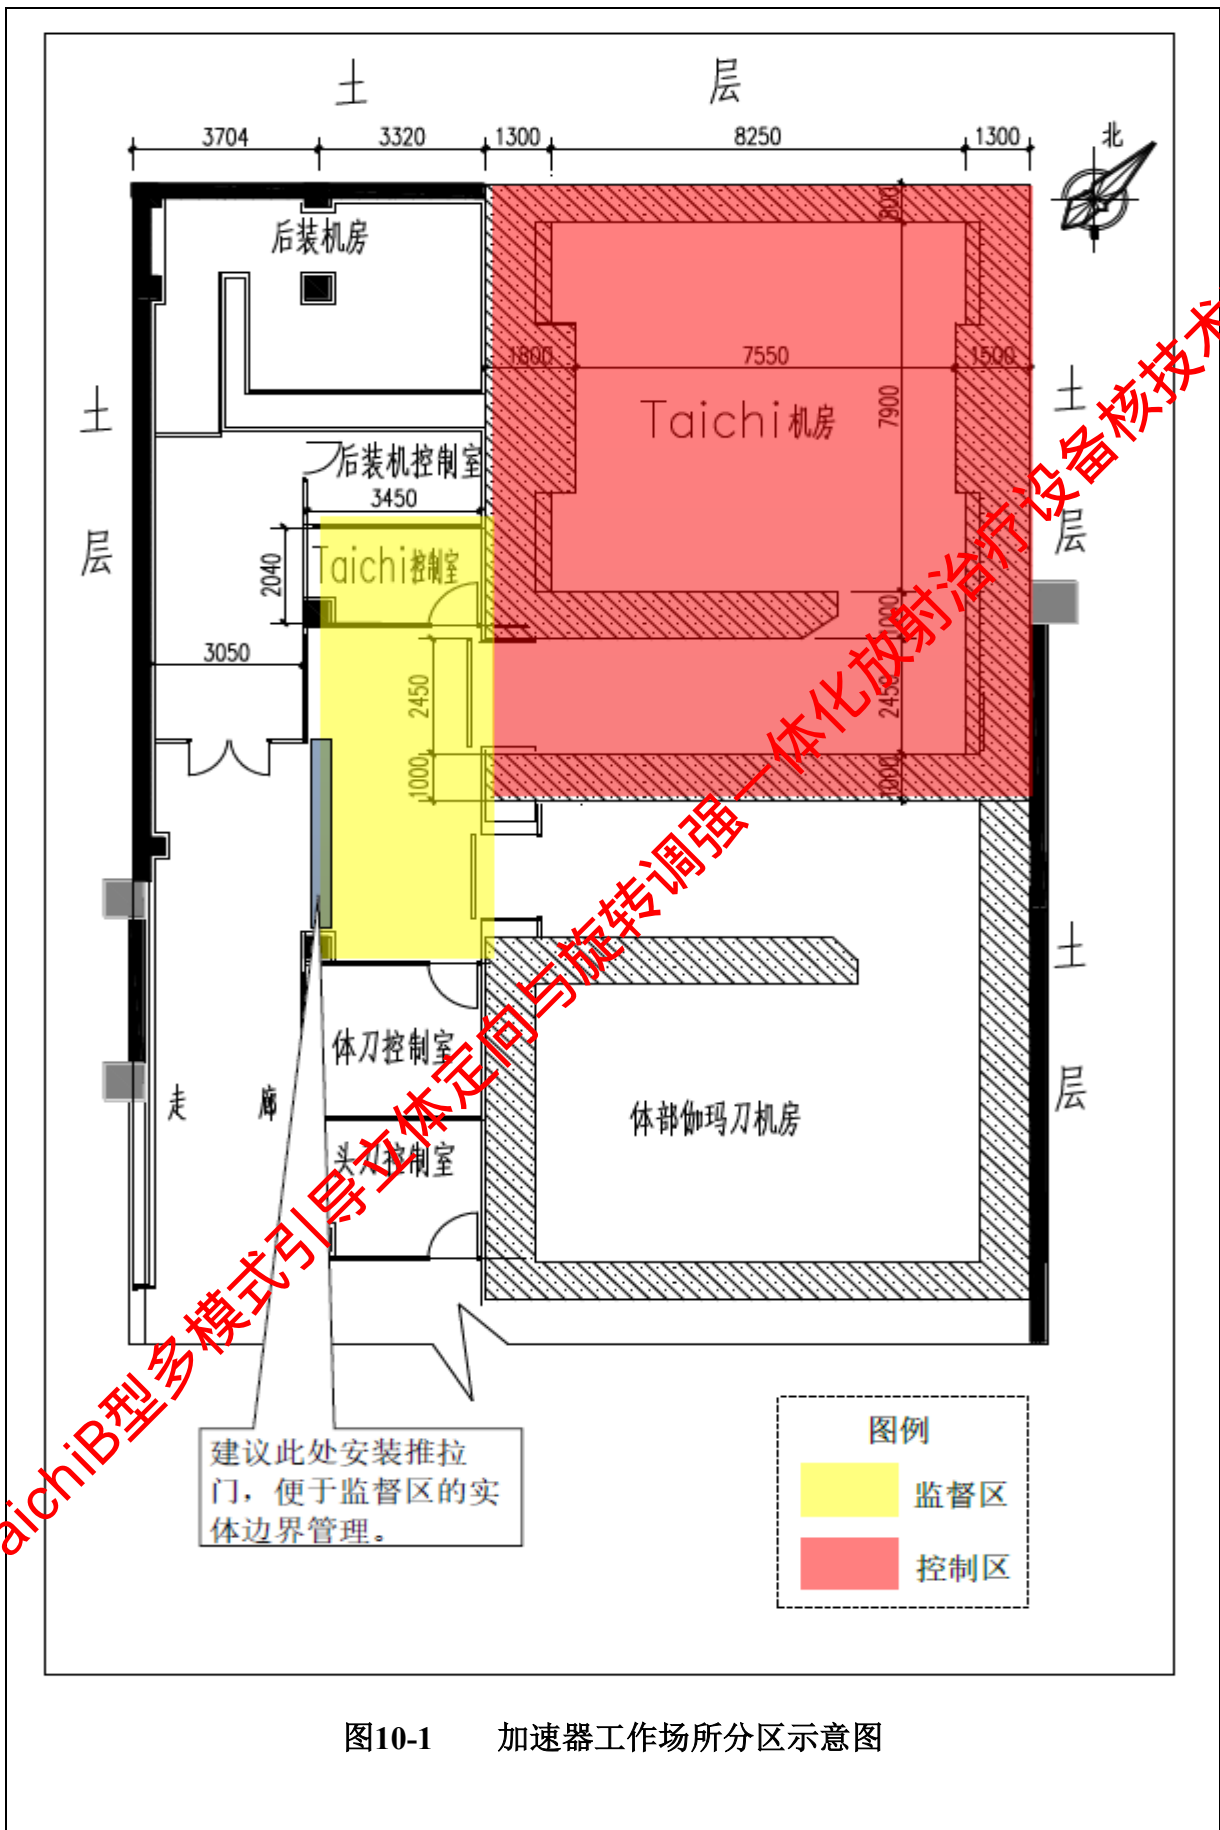 土 层
3704 3320 1300 8250 1300
北
800
后装机房
1800 7550 1500
土
层
Taichi机房
7900
土
层
后装机控制室
3450
Taichi控制室
2040
1000
3050
2450
2450
1000
1000
土
层
体刀控制室
走 廊
体部伽玛刀机房
头刀控制室
aichiB型多模式引导立体定向与旋转调强一体化放射治疗设备核技术
建议此处安装推拉
门，便于监督区的实
体边界管理。
图例
监督区
控制区
图10-1 加速器工作场所分区示意图